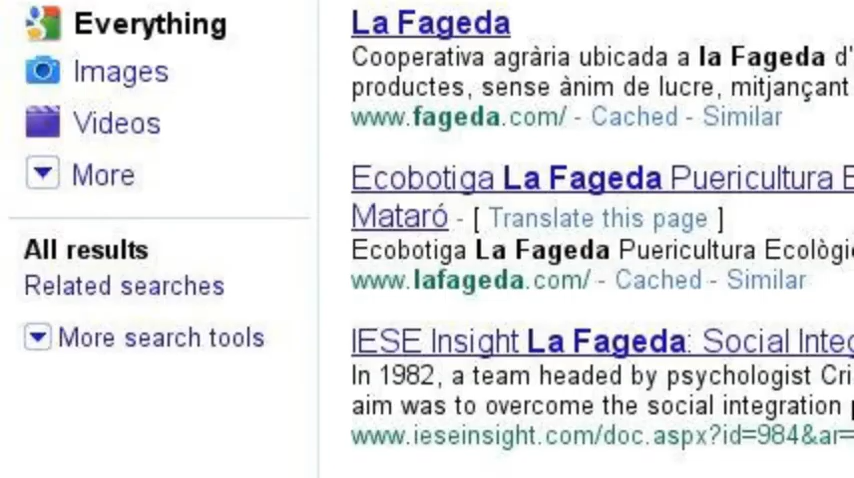 Everything
Images
Videos
More
All results
Related searches
More search tools
La Fageda
Cooperativa agrària ubicada a la Fageda d'
productes, sense ànim de lucre, mitjançant
www.fageda.com/ - Cached - Similar
Ecobotiga La Fageda Puericultura E
Mataró - [ Translate this page ]
Ecobotiga La Fageda Puericultura Ecològi
www.lafageda.com/ - Cached - Similar
IESE Insight La Fageda: Social Integ
In 1982, a team headed by psychologist Cri
aim was to overcome the social integration p
www.ieseinsight.com/doc.aspx?id=984&ar=